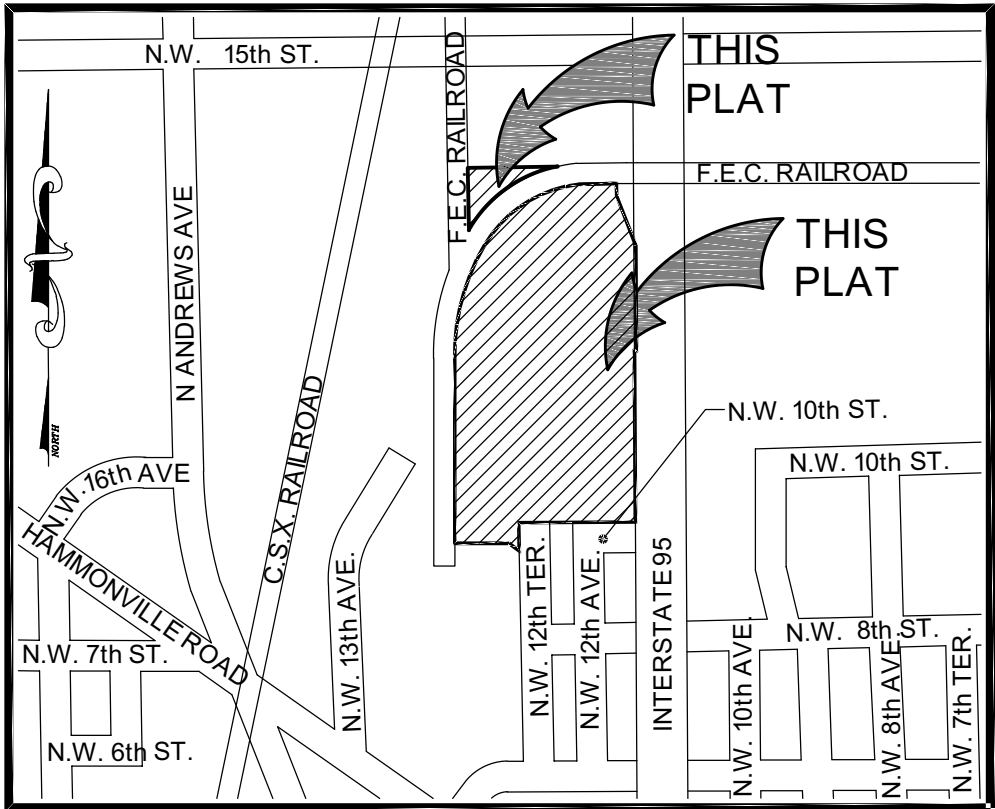 N.W. 15th ST.
F.E.C. RAILROAD
THIS
PLAT
F.E.C. RAILROAD
THIS
PLAT
N ANDREWS AVE
C.S.X. RAILROAD
NORTH
N.W. 10th ST.
N.W. 10th ST.
N.W. 16th AVE
HAMMONVILLE ROAD
N.W. 13th AVE.
N.W. 12th TER.
N.W. 12th AVE.
INTERSTATE 95
N.W. 7th ST.
N.W. 6th ST.
N.W. 8th ST.
N.W. 10th AVE.
N.W. 8th AVE.
N.W. 7th TER.